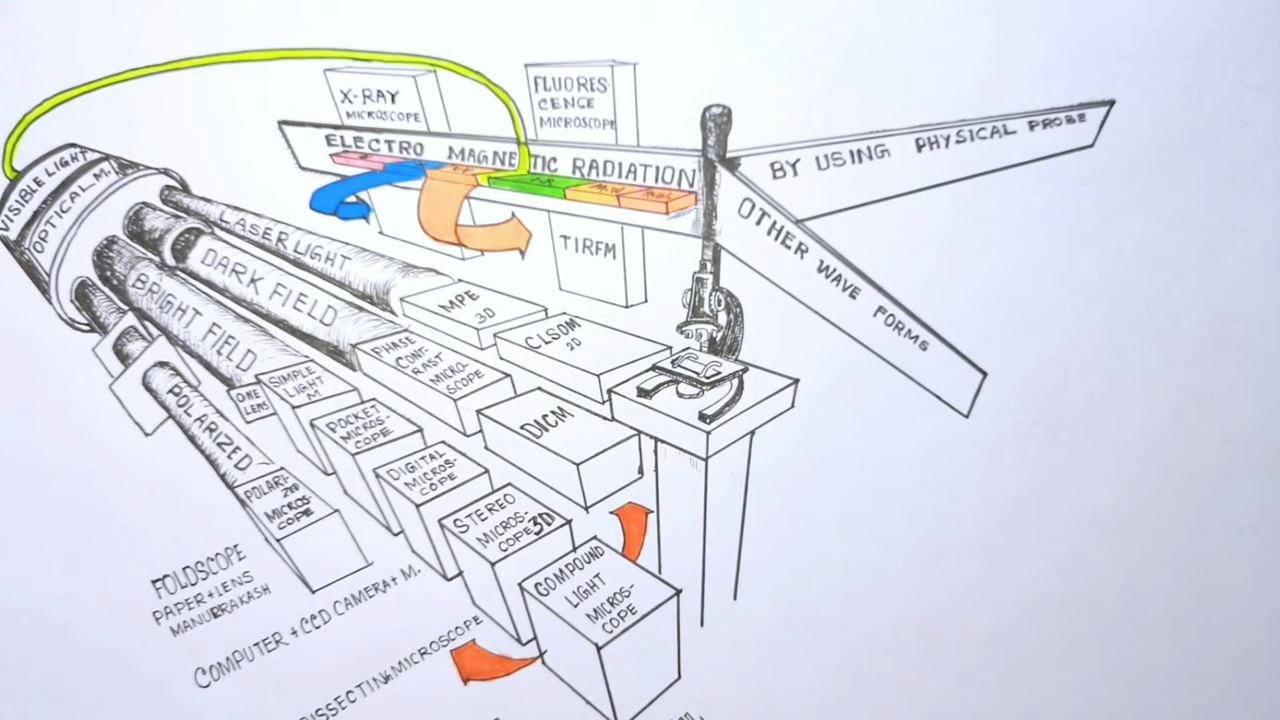 X-RAY
MICROSCOPE
FLUORES-
CENCE
MICROSCOPE
ELECTRO MAGNETIC RADIATION
BY USING PHYSICAL PROBE
OTHER WAVE FORMS
TIRFM
VISIBLE LIGHT
OPTICAL M.
LASER LIGHT
MPE
3D
CLSOM
2D
DARK FIELD
PHASE
CONT-
RAST
MICRO-
SCOPE
DICM
BRIGHT FIELD
ONE
LENS
SIMPLE
LIGHT
M
POCKET
MICROS-
COPE
DIGITAL
MICROS-
COPE
STEREO
MICROS-
COPE 3D
COMPOUND
LIGHT
MICROS-
COPE
POLARIZED
POLARI-
ZED
MICROS-
COPE
FOLDSCOPE
PAPER+LENS
MANUPRAKASH
COMPUTER + CCD CAMERA+ M.
DISSECTING MICROSCOPE